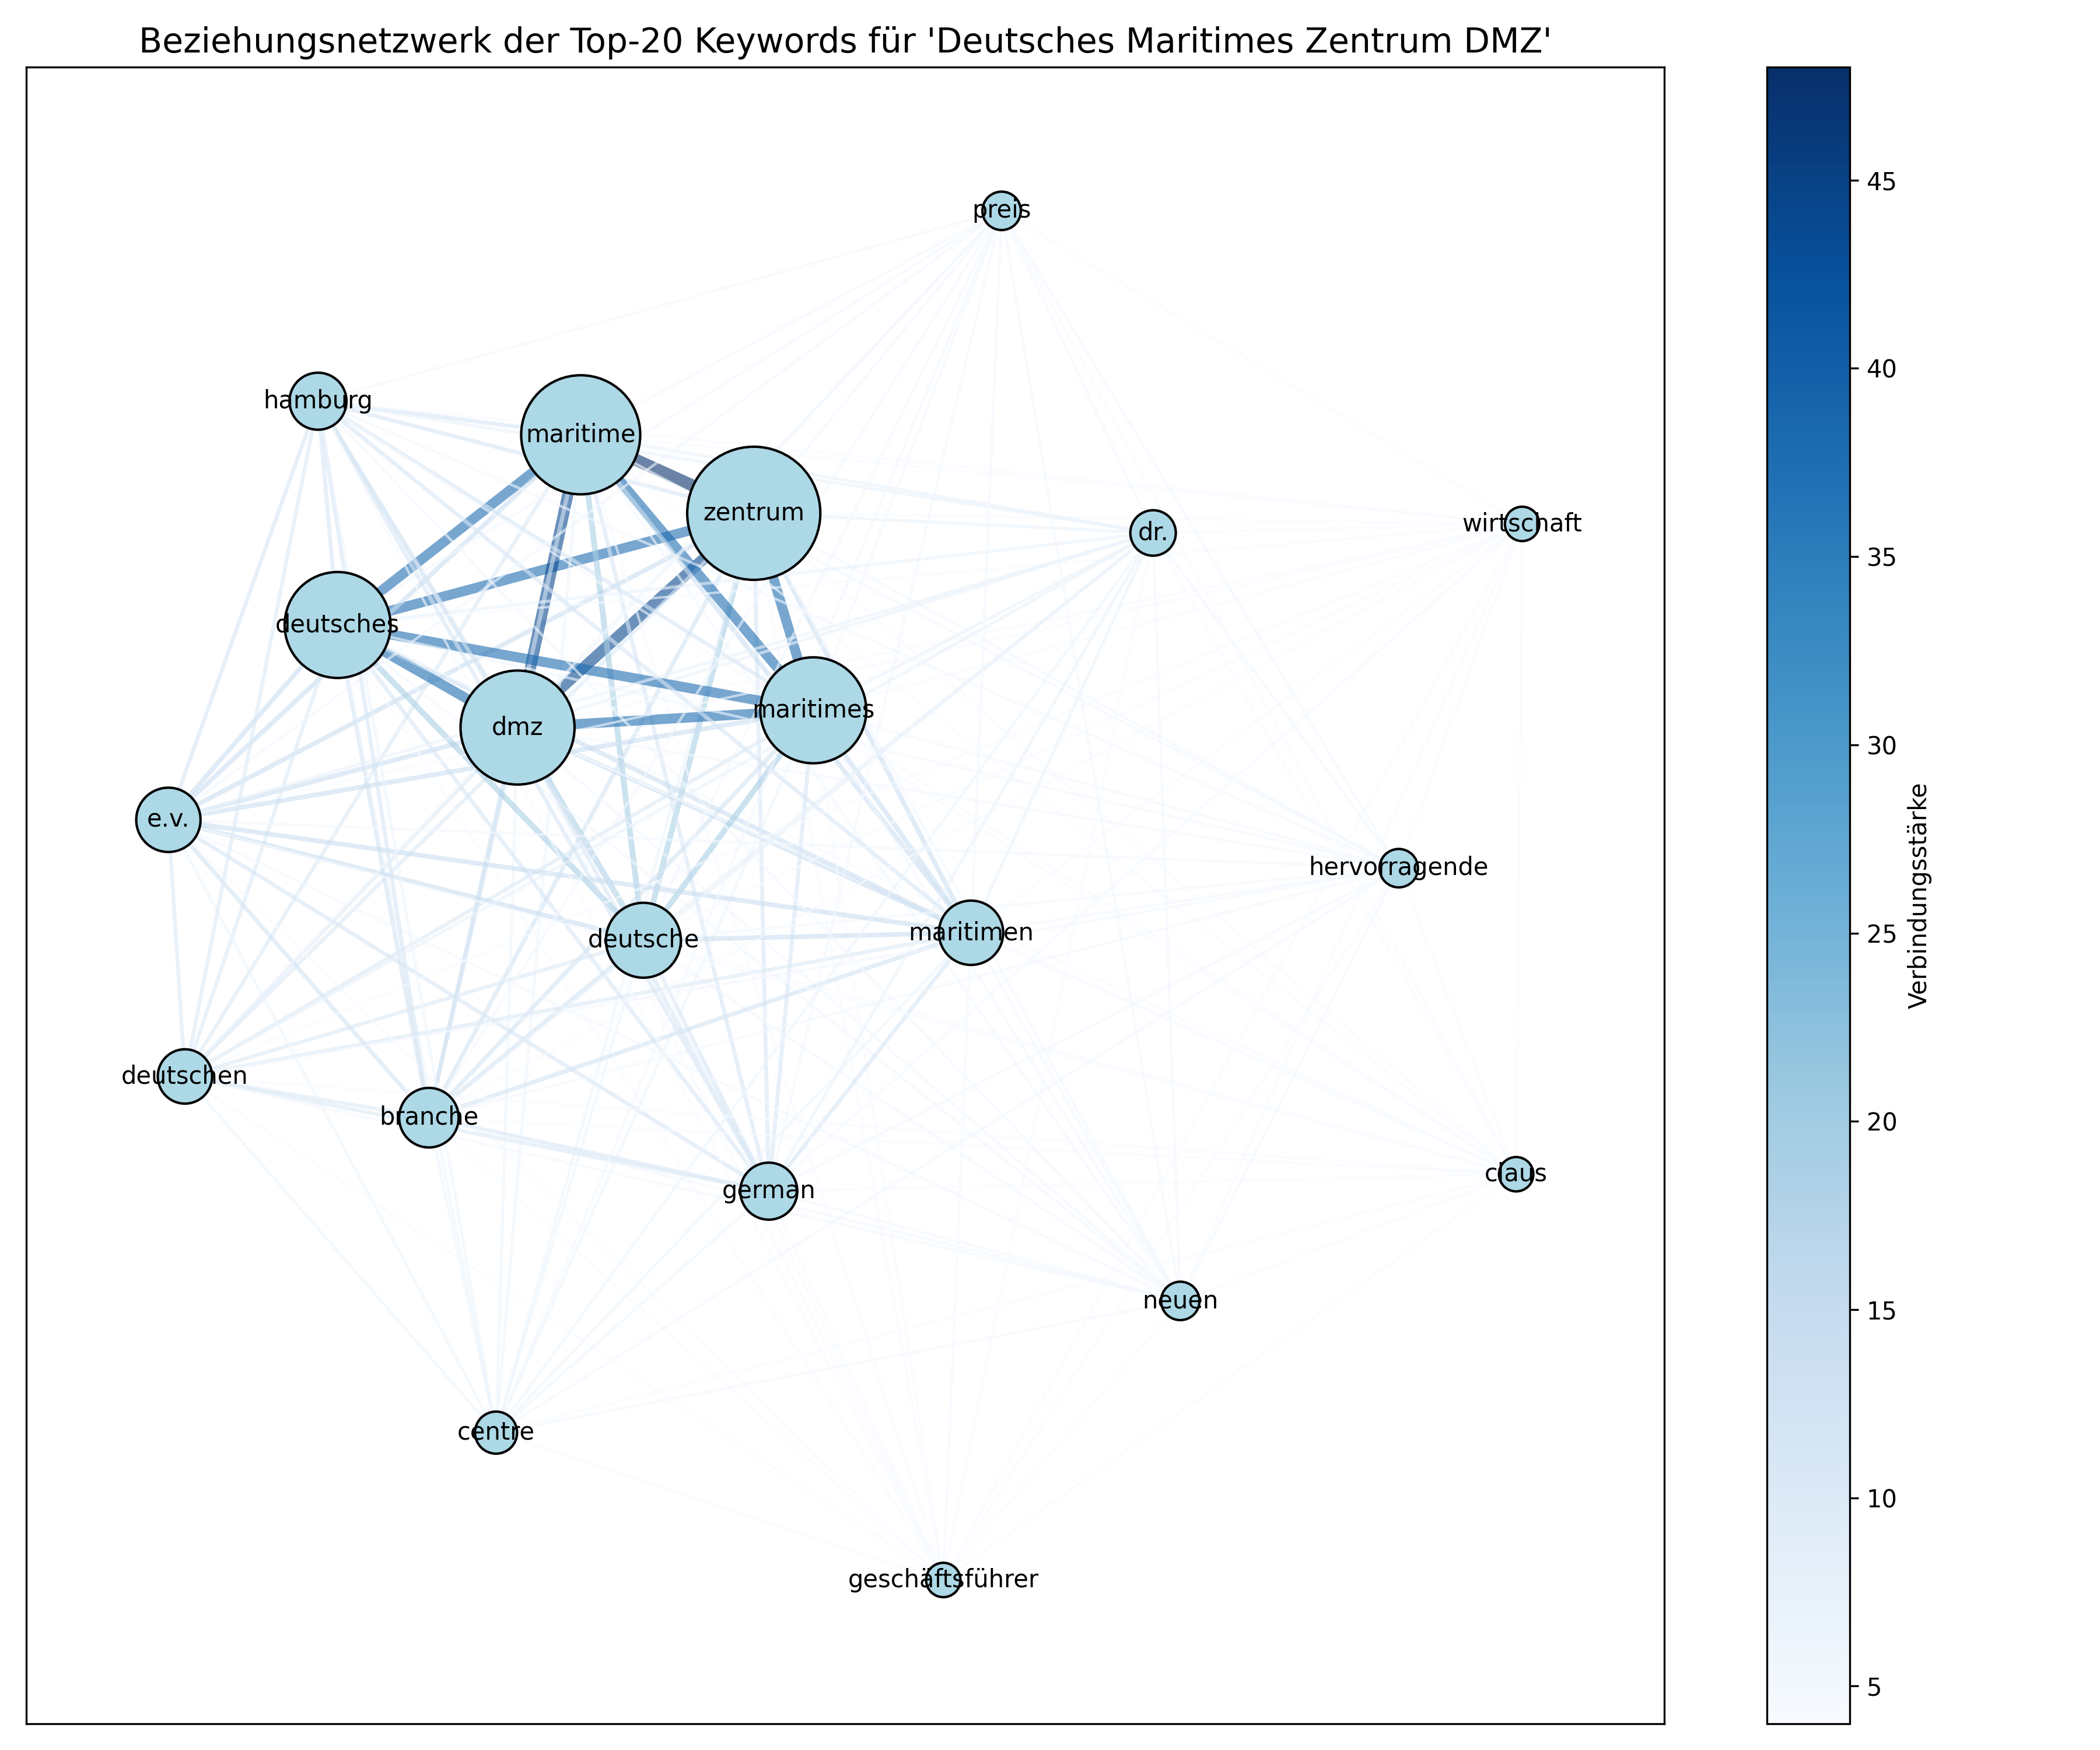 Beziehungsnetzwerk der Top-20 Keywords für 'Deutsches Maritimes Zentrum DMZ'
preis
hamburg
maritime
zentrum
dr.
wirtschaft
deutsches
dmz
maritimes
e.v.
hervorragende
deutsche
maritimen
deutschen
branche
german
claus
neuen
centre
geschäftsführer
45
40
35
30
25
20
15
10
5
Verbindungsstärke